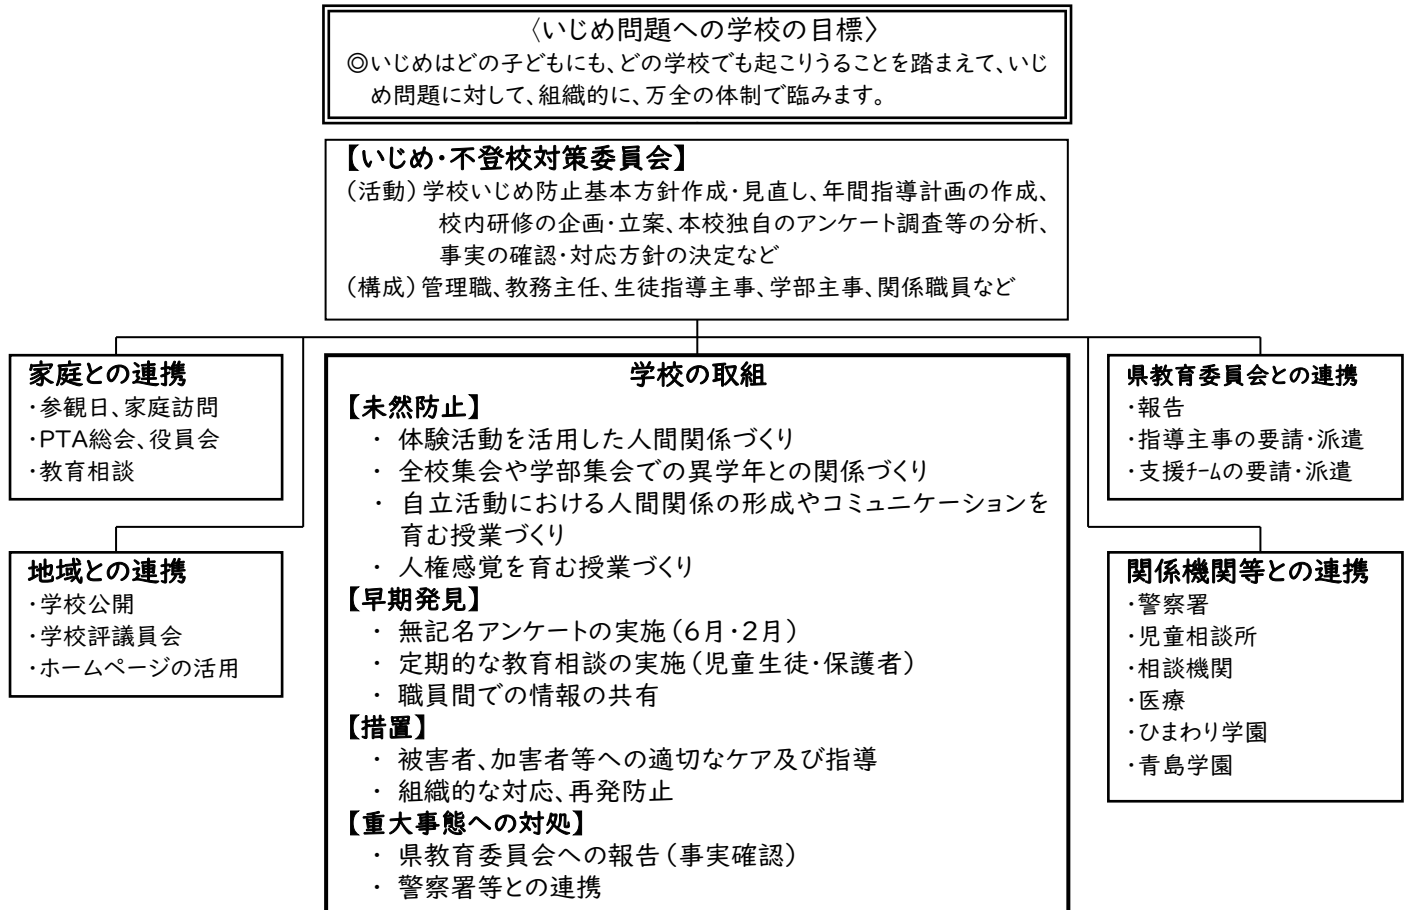 〈いじめ問題への学校の目標〉
◎いじめはどの子どもにも、どの学校でも起こりうることを踏まえて、いじ
め問題に対して、組織的に、万全の体制で臨みます。
【いじめ・不登校対策委員会】
（活動）学校いじめ防止基本方針作成・見直し、年間指導計画の作成、
校内研修の企画・立案、本校独自のアンケート調査等の分析、
事実の確認・対応方針の決定など
（構成）管理職、教務主任、生徒指導主事、学部主事、関係職員など
家庭との連携
・参観日、家庭訪問
・PTA総会、役員会
・教育相談
地域との連携
・学校公開
・学校評議員会
・ホームページの活用
学校の取組
【未然防止】
・ 体験活動を活用した人間関係づくり
・ 全校集会や学部集会での異学年との関係づくり
・ 自立活動における人間関係の形成やコミュニケーションを
育む授業づくり
・ 人権感覚を育む授業づくり
【早期発見】
・ 無記名アンケートの実施（6月・2月）
・ 定期的な教育相談の実施（児童生徒・保護者）
・ 職員間での情報の共有
【措置】
・ 被害者、加害者等への適切なケア及び指導
・ 組織的な対応、再発防止
【重大事態への対処】
・ 県教育委員会への報告（事実確認）
・ 警察署等との連携
県教育委員会との連携
・報告
・指導主事の要請・派遣
・支援ﾁｰﾑの要請・派遣
関係機関等との連携
・警察署
・児童相談所
・相談機関
・医療
・ひまわり学園
・青島学園